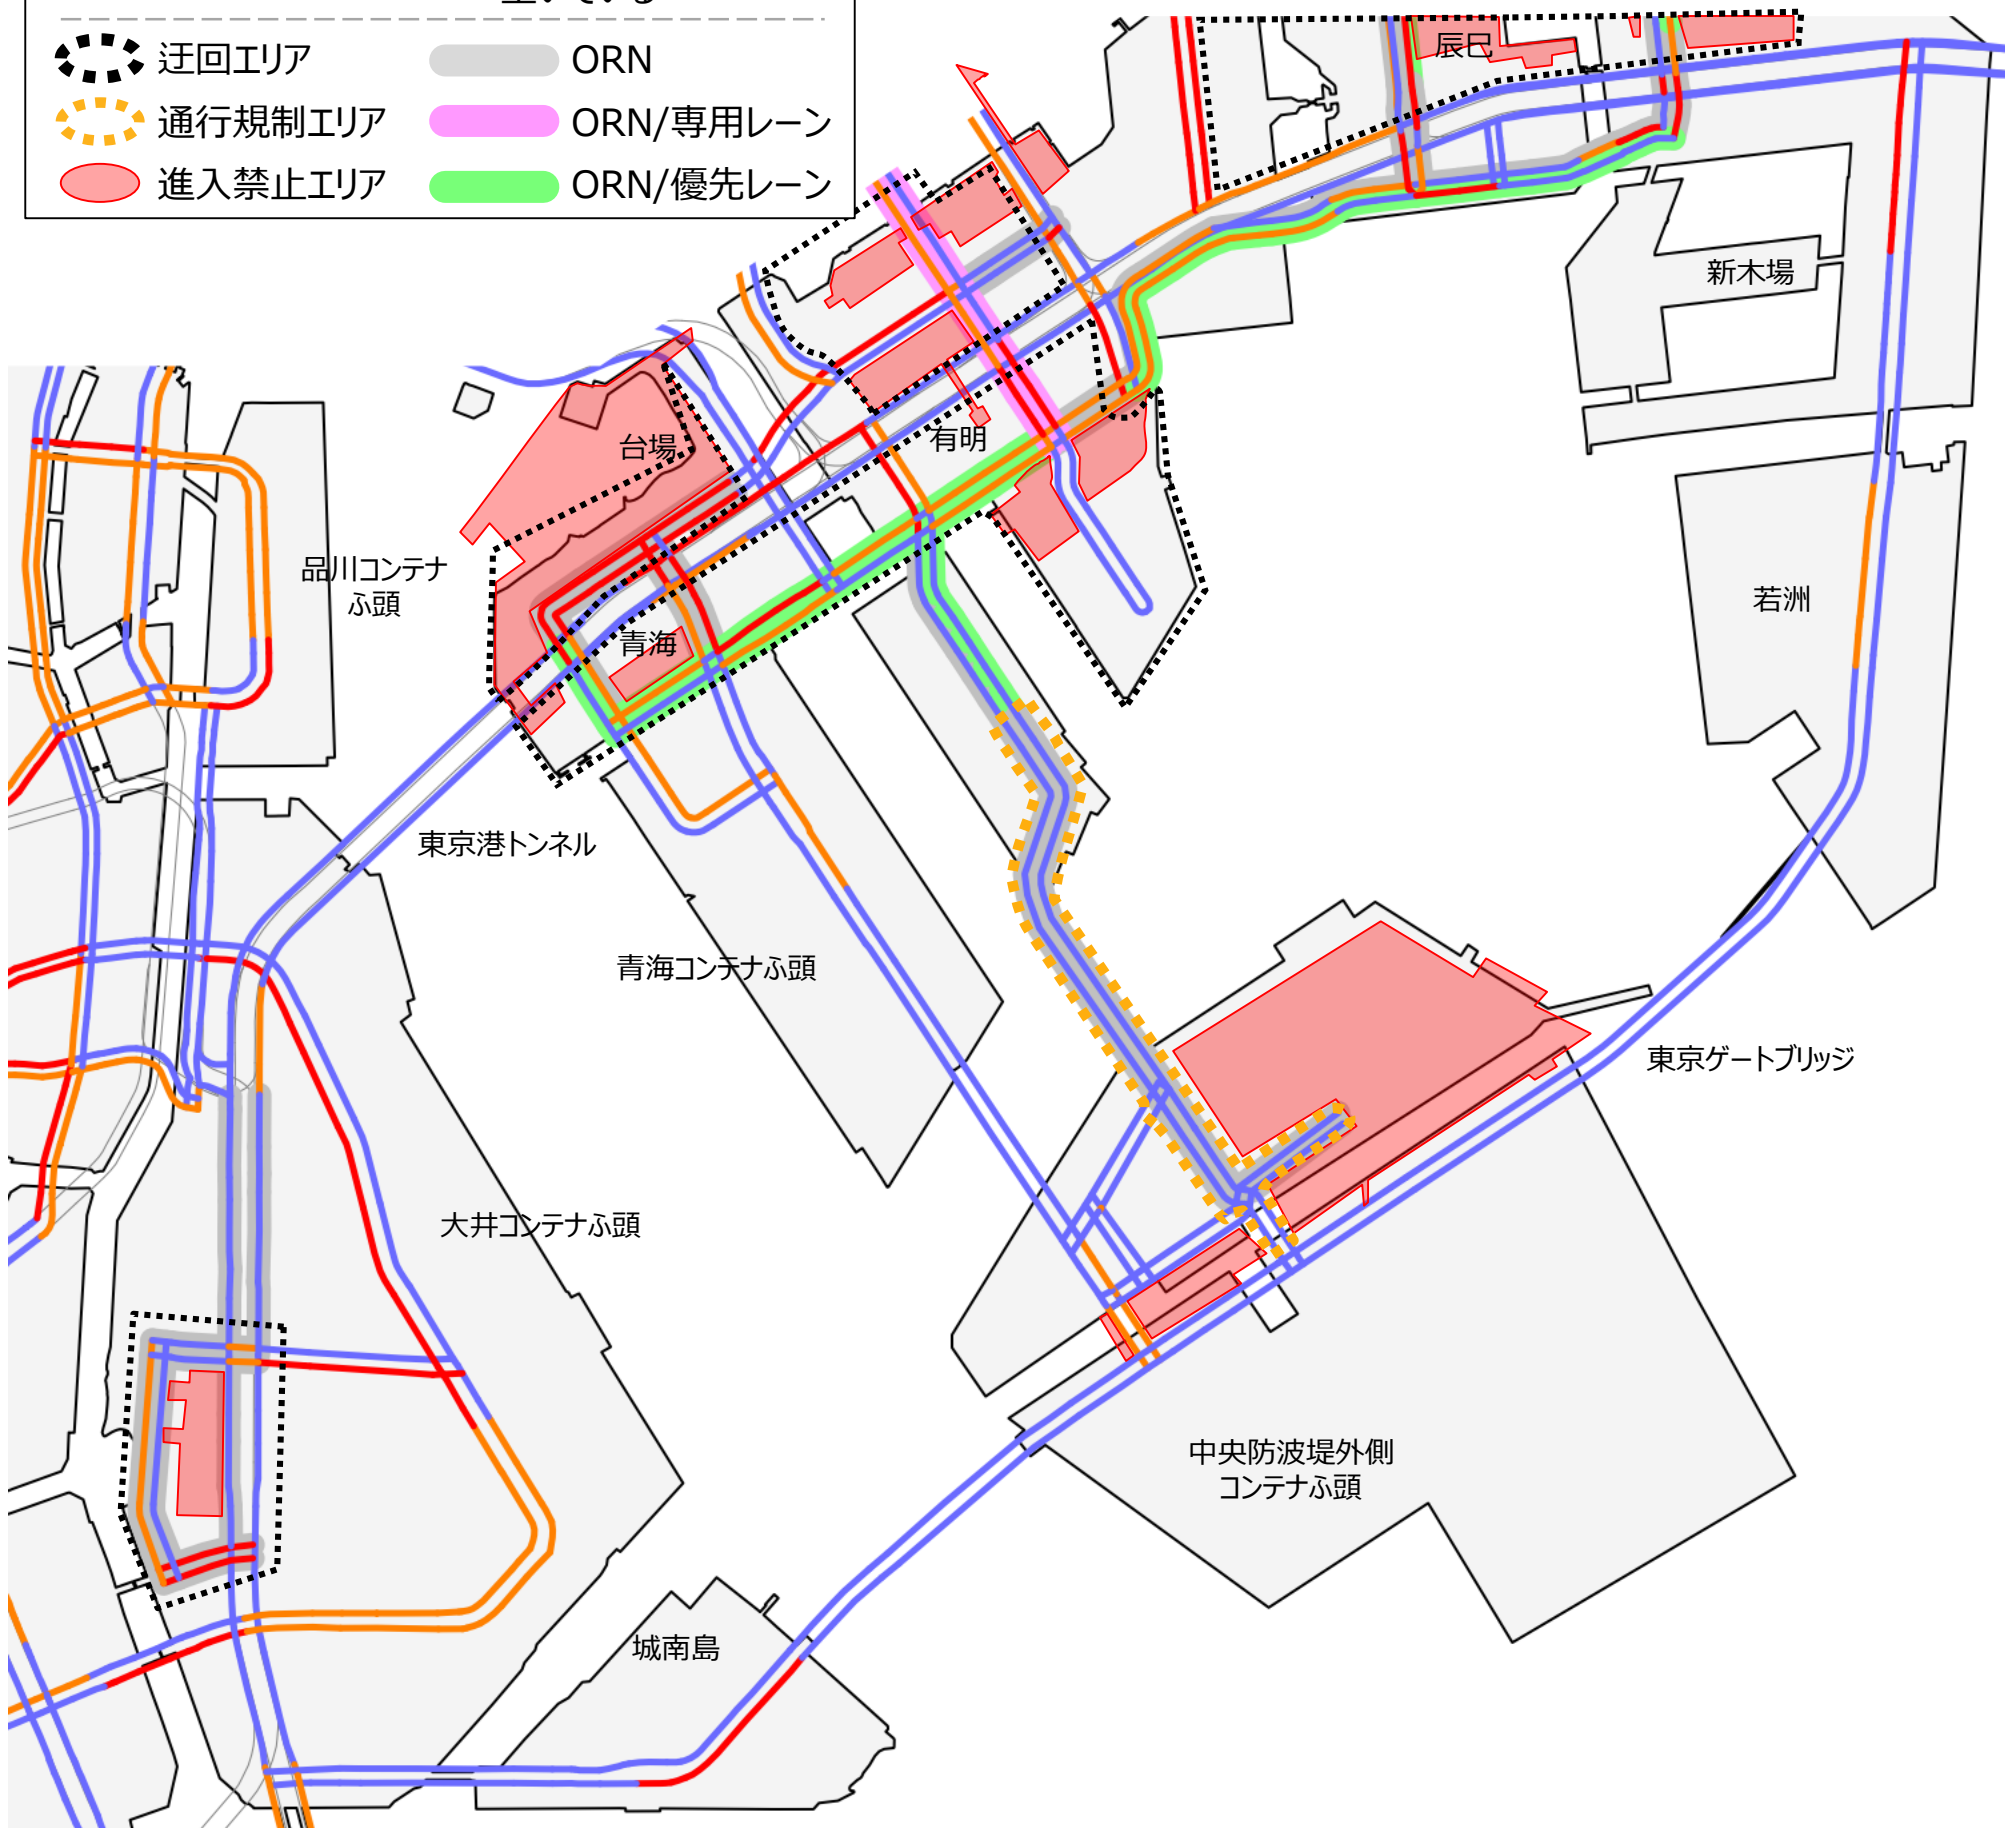 空いている
迂回エリア
ORN
通行規制エリア
ORN/専用レーン
進入禁止エリア
ORN/優先レーン
辰巳
新木場
台場
有明
品川コンテナ
ふ頭
若洲
青海
東京港トンネル
青海コンテナふ頭
東京ゲートブリッジ
大井コンテナふ頭
中央防波堤外側
コンテナふ頭
城南島